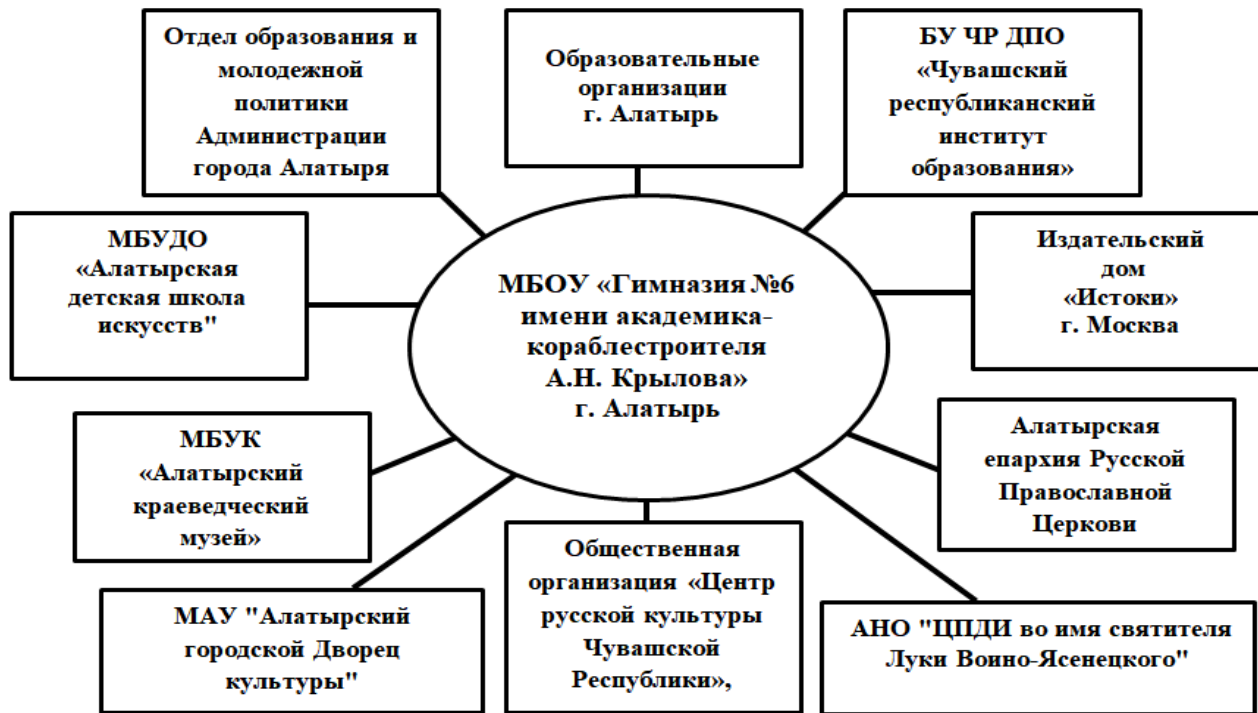 Отдел образования и
молодежной
политики
Администрации
города Алатыря
Образовательные
организации
г. Алатырь
БУ ЧР ДПО
«Чувашский
республиканский
институт
образования»
МБУДО
«Алатырская
детская школа
искусств"
МБОУ «Гимназия №6
имени академика-
кораблестроителя
А.Н. Крылова»
г. Алатырь
Издательский
дом
«Истоки»
г. Москва
МБУК
«Алатырский
краеведческий
музей»
Алатырская
епархия Русской
Православной
Церкови
МАУ "Алатырский
городской Дворец
культуры"
Общественная
организация «Центр
русской культуры
Чувашской
Республики»,
АНО "ЦПДИ во имя святителя
Луки Воино-Ясенецкого"